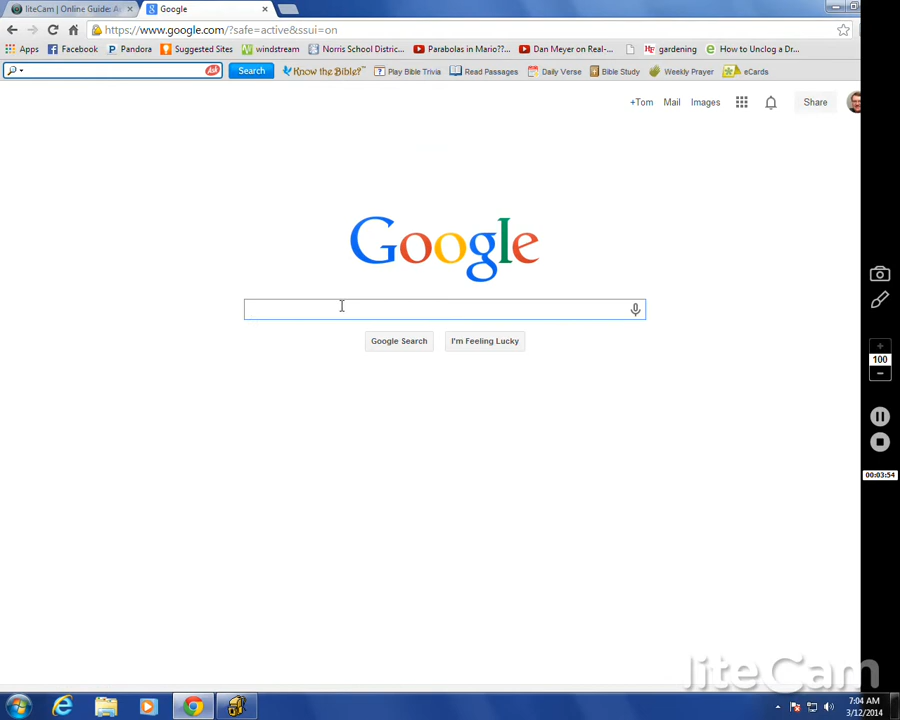 liteCam | Online Guide: A
Google
https://www.google.com/?safe=active&ssui=on
Apps
Facebook
Pandora
Suggested Sites
windstream
Norris School Distric...
Parabolas in Mario??...
Dan Meyer on Real-...
gardening
How to Unclog a Dr...
Ask
Search
Know the Bible?™
Play Bible Trivia
Read Passages
Daily Verse
Bible Study
Weekly Prayer
eCards
+Tom
Mail
Images
Share
Google
Google Search
I'm Feeling Lucky
100
00:03:54
liteCam
7:04 AM
3/12/2014